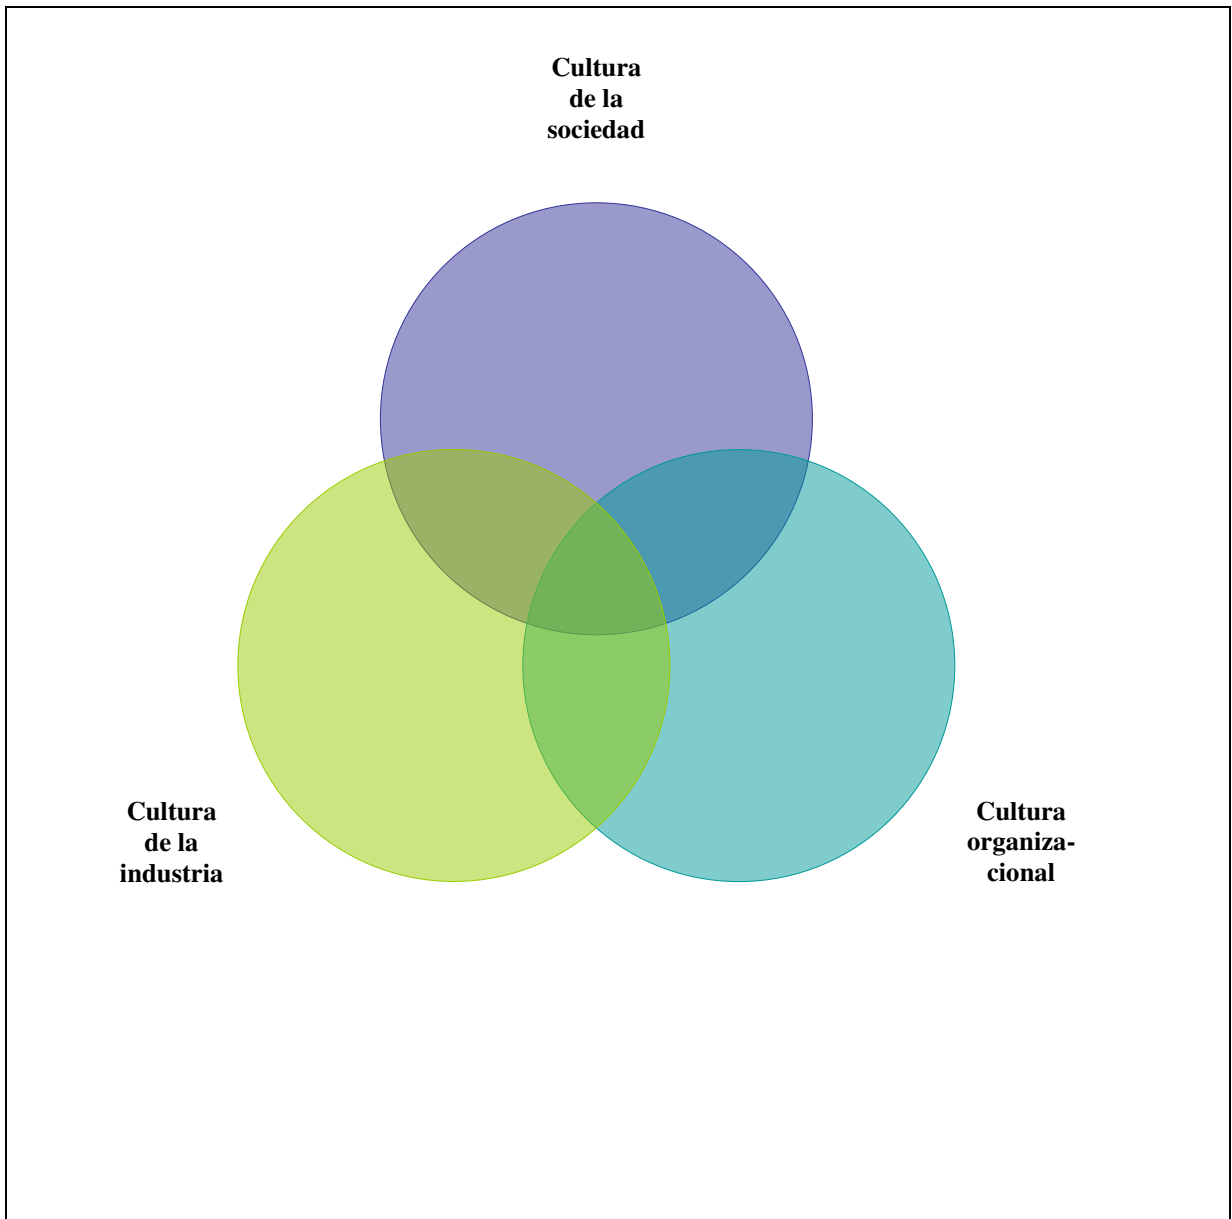 Cultura
de la
sociedad
Cultura
de la
industria
Cultura
organiza-
cional